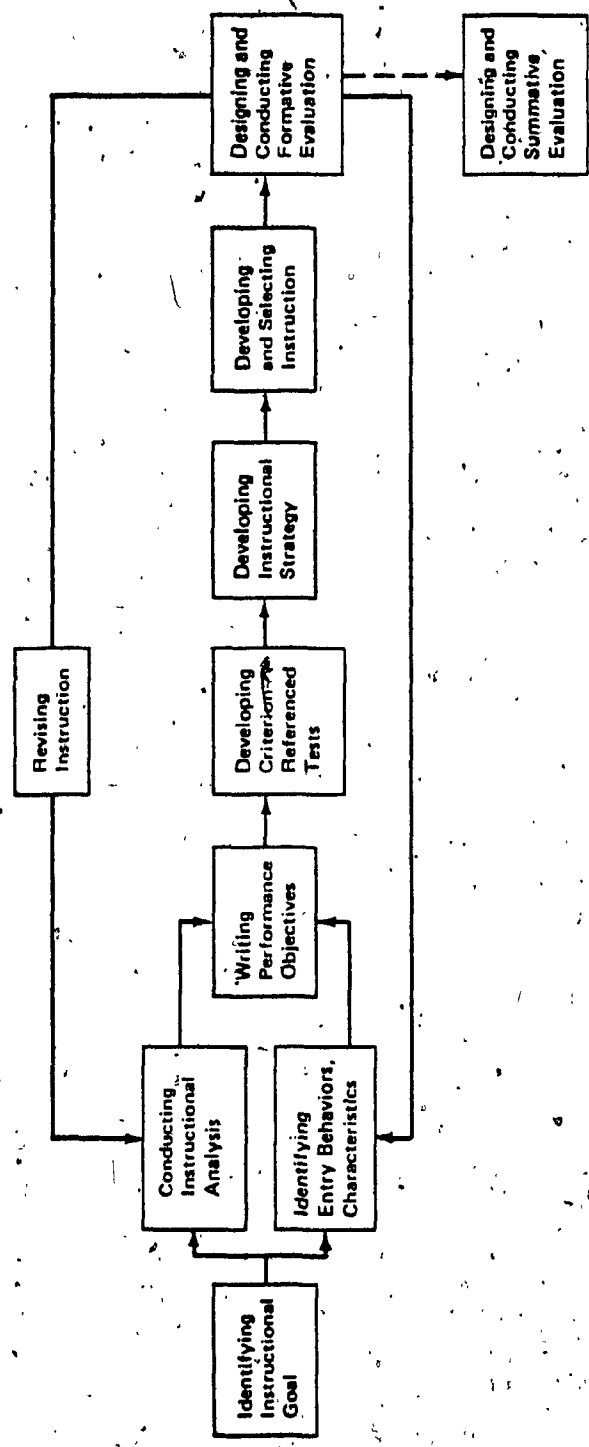 Revising
Instruction
Identifying
Instructional
Goal
Conducting
Instructional
Analysis
Identifying
Entry Behaviors,
Characteristics
Writing
Performance
Objectives
Developing
Criterion-
Referenced
Tests
Developing
Instructional
Strategy
Developing
and Selecting
Instruction
Designing and
Conducting
Formative
Evaluation
Designing and
Conducting
Summative
Evaluation